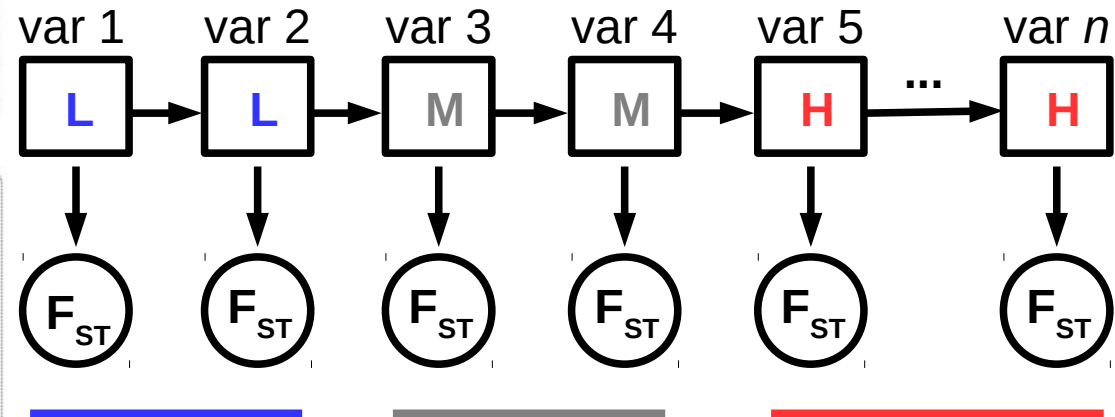 var 1 var 2 var 3 var 4 var 5 var n
L L M M H ... H
FST FST FST FST FST FST